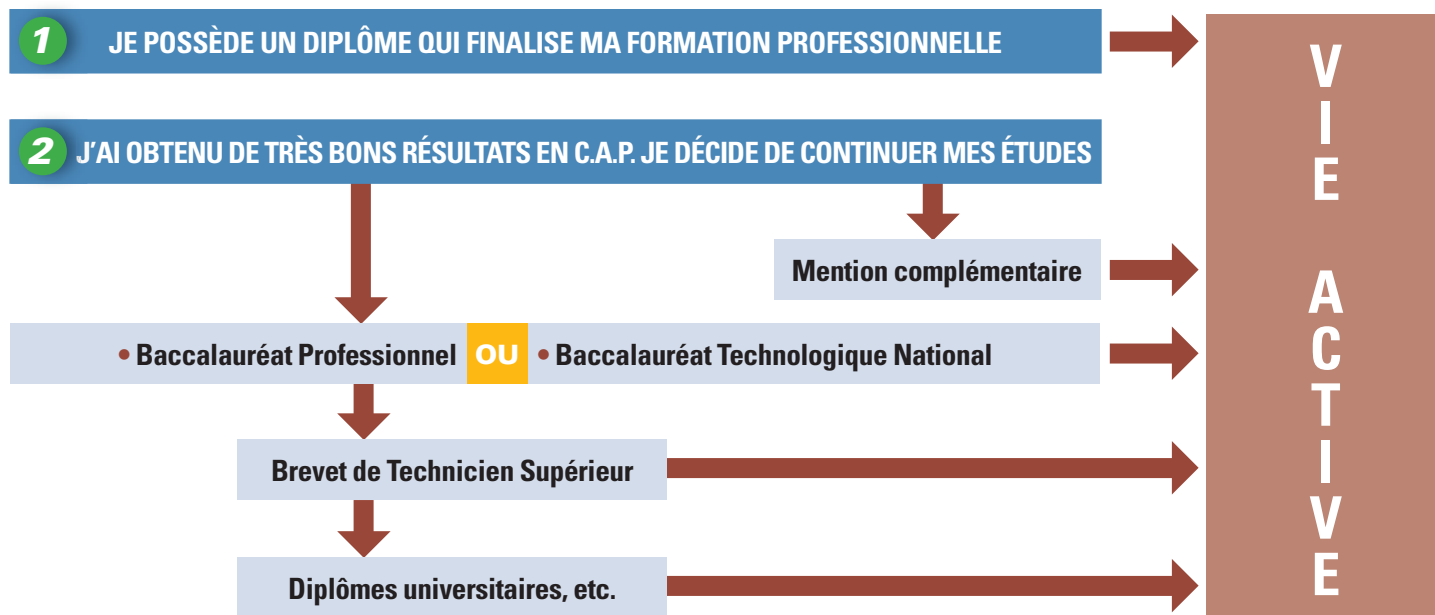 1 JE POSSÈDE UN DIPLÔME QUI FINALISE MA FORMATION PROFESSIONNELLE
2 J'AI OBTENU DE TRÈS BONS RÉSULTATS EN C.A.P. JE DÉCIDE DE CONTINUER MES ÉTUDES
Mention complémentaire
• Baccalauréat Professionnel OU • Baccalauréat Technologique National
Brevet de Technicien Supérieur
Diplômes universitaires, etc.
VIE ACTIVE